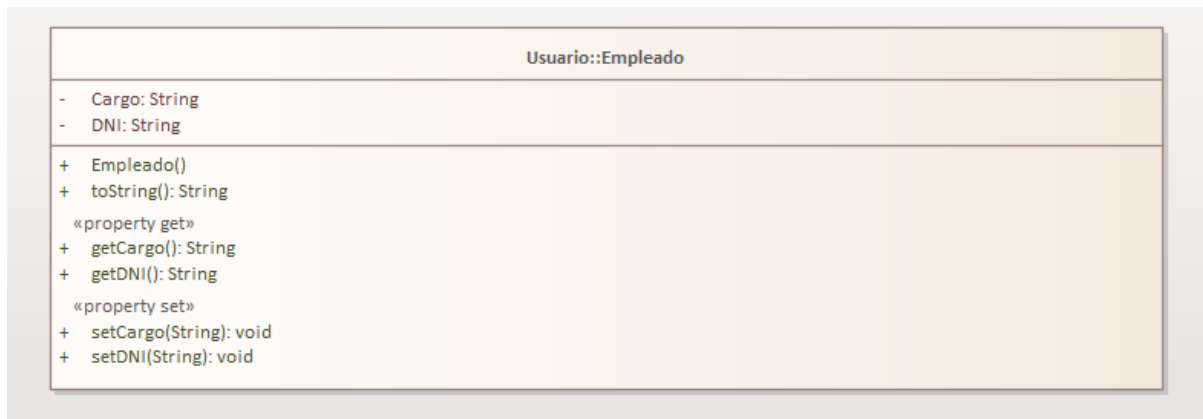 Usuario::Empleado
- Cargo: String
- DNI: String
+ Empleado()
+ toString(): String
«property get»
+ getCargo(): String
+ getDNI(): String
«property set»
+ setCargo(String): void
+ setDNI(String): void